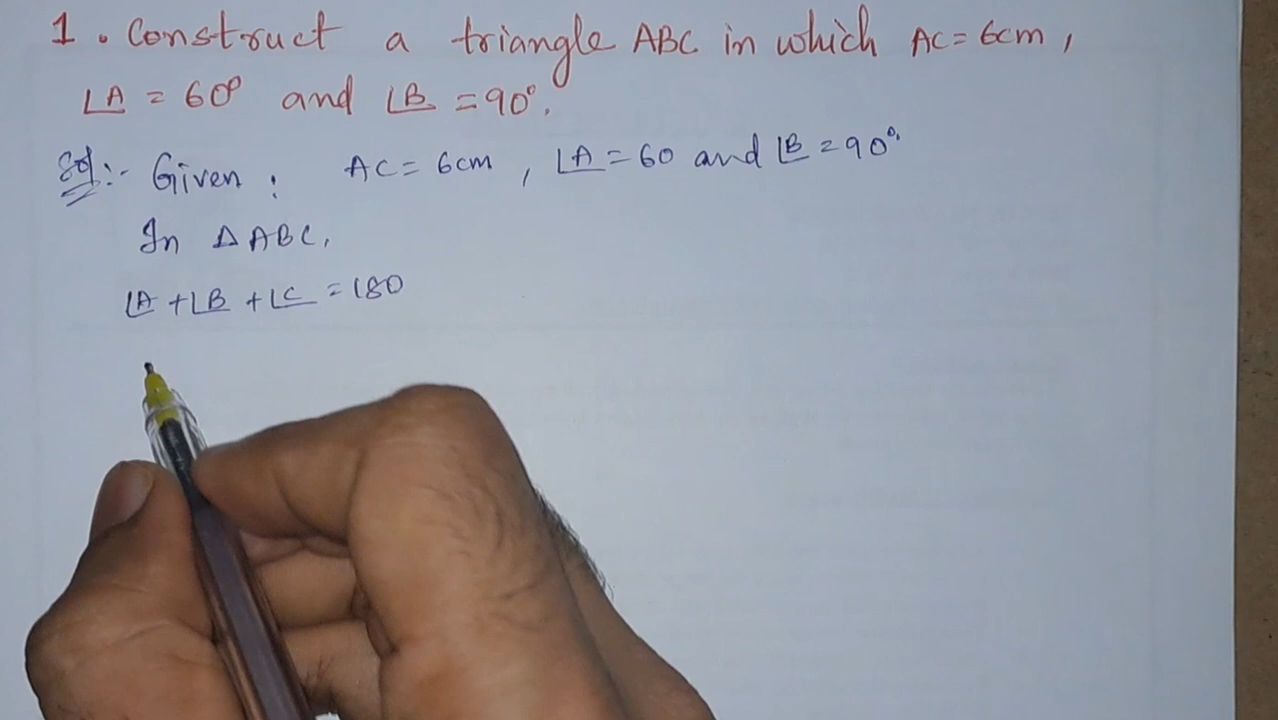 1. Construct a triangle ABC in which AC = 6cm,
∠A = 60° and ∠B = 90°.
Sol:- Given: AC = 6cm, ∠A = 60 and ∠B = 90°.
In ΔABC,
∠A + ∠B + ∠C = 180